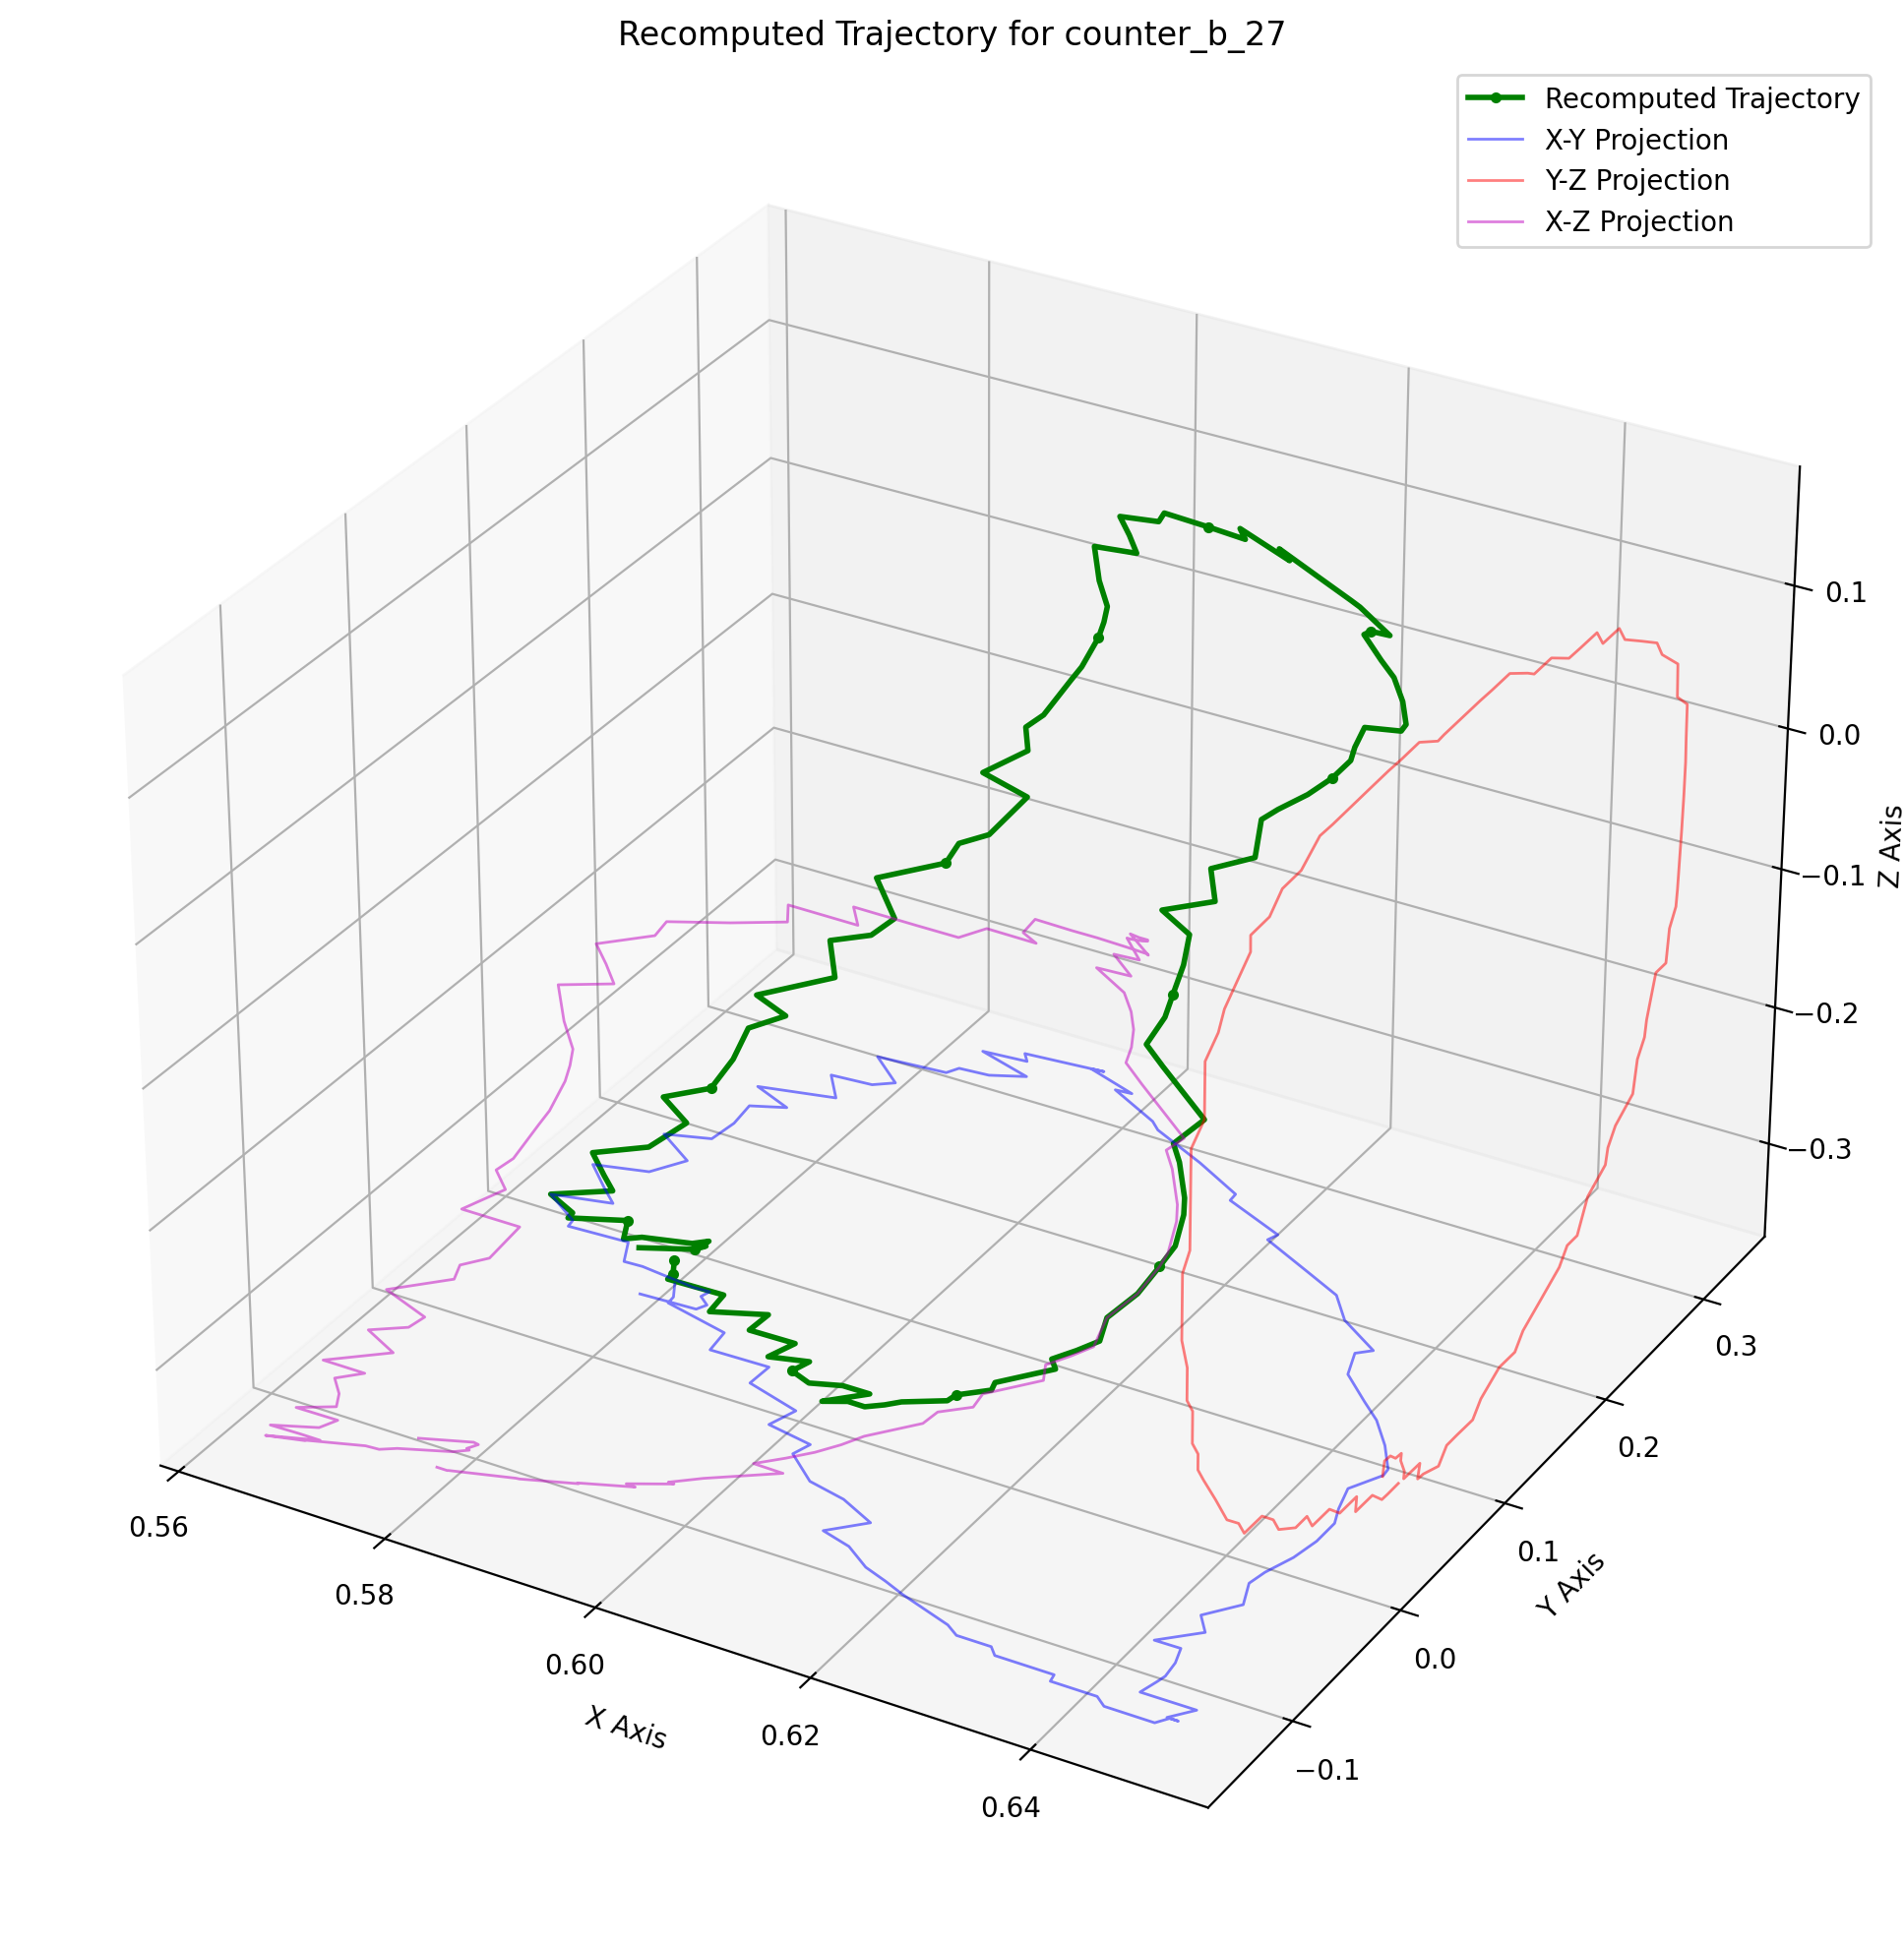 Recomputed Trajectory for counter_b_27
Recomputed Trajectory
X-Y Projection
Y-Z Projection
X-Z Projection
0.1
0.0
−0.1
−0.2
−0.3
Z Axis
0.3
0.2
0.1
0.0
−0.1
Y Axis
0.56
0.58
0.60
0.62
0.64
X Axis